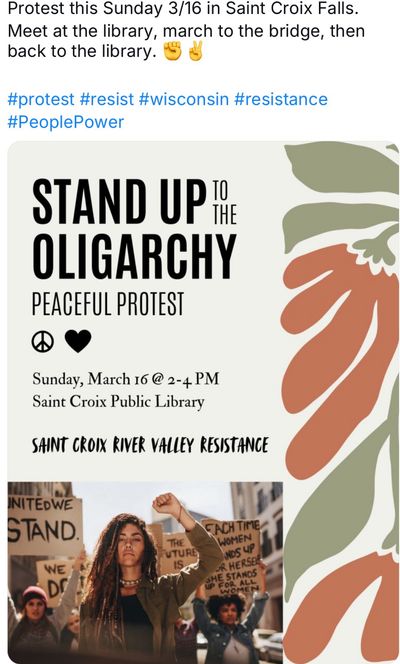 Protest this Sunday 3/16 in Saint Croix Falls.
Meet at the library, march to the bridge, then
back to the library. ✊✌️
#protest #resist #wisconsin #resistance
#PeoplePower
STAND UP TO THE
OLIGARCHY
PEACEFUL PROTEST
Sunday, March 16 @ 2-4 PM
Saint Croix Public Library
SAINT CROIX RIVER VALLEY RESISTANCE
UNITED WE
STAND.
WE
THE
FUTURE
IS
EACH TIME
WOMEN
HERSELF
SHE STANDS
UP FOR ALL
WOMEN